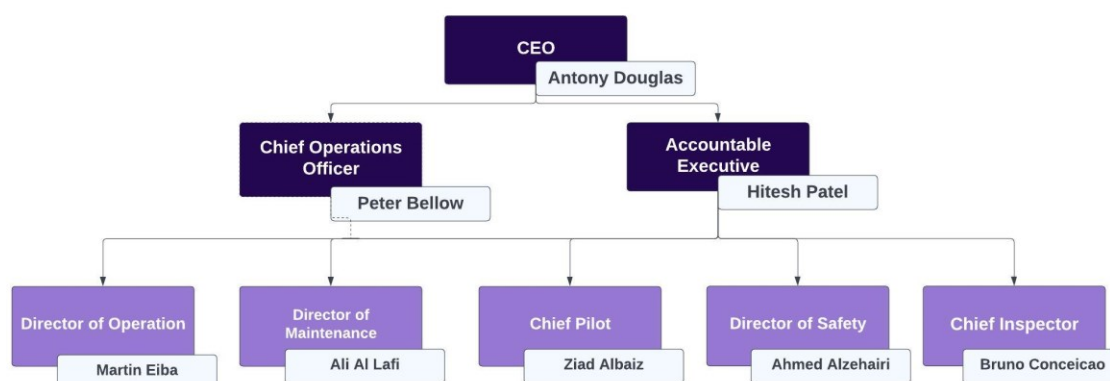 CEO
Antony Douglas
Chief Operations
Officer
Peter Bellow
Accountable
Executive
Hitesh Patel
Director of Operation
Martin Eiba
Director of
Maintenance
Ali Al Lafi
Chief Pilot
Ziad Albaiz
Director of Safety
Ahmed Alzehairi
Chief Inspector
Bruno Conceicao